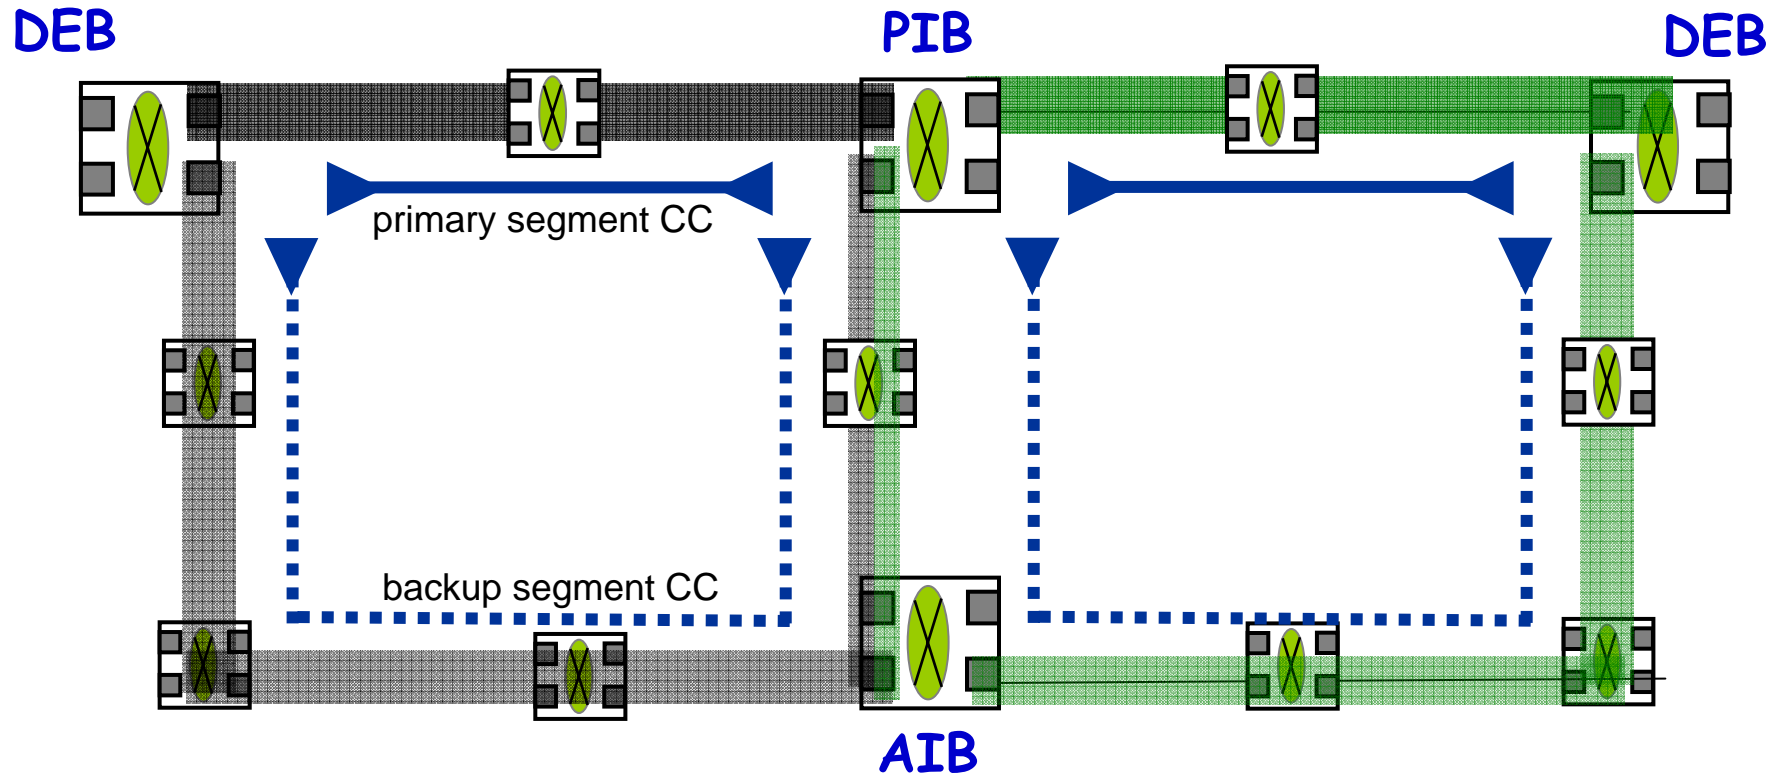 DEB
PIB
DEB
primary segment CC
backup segment CC
AIB